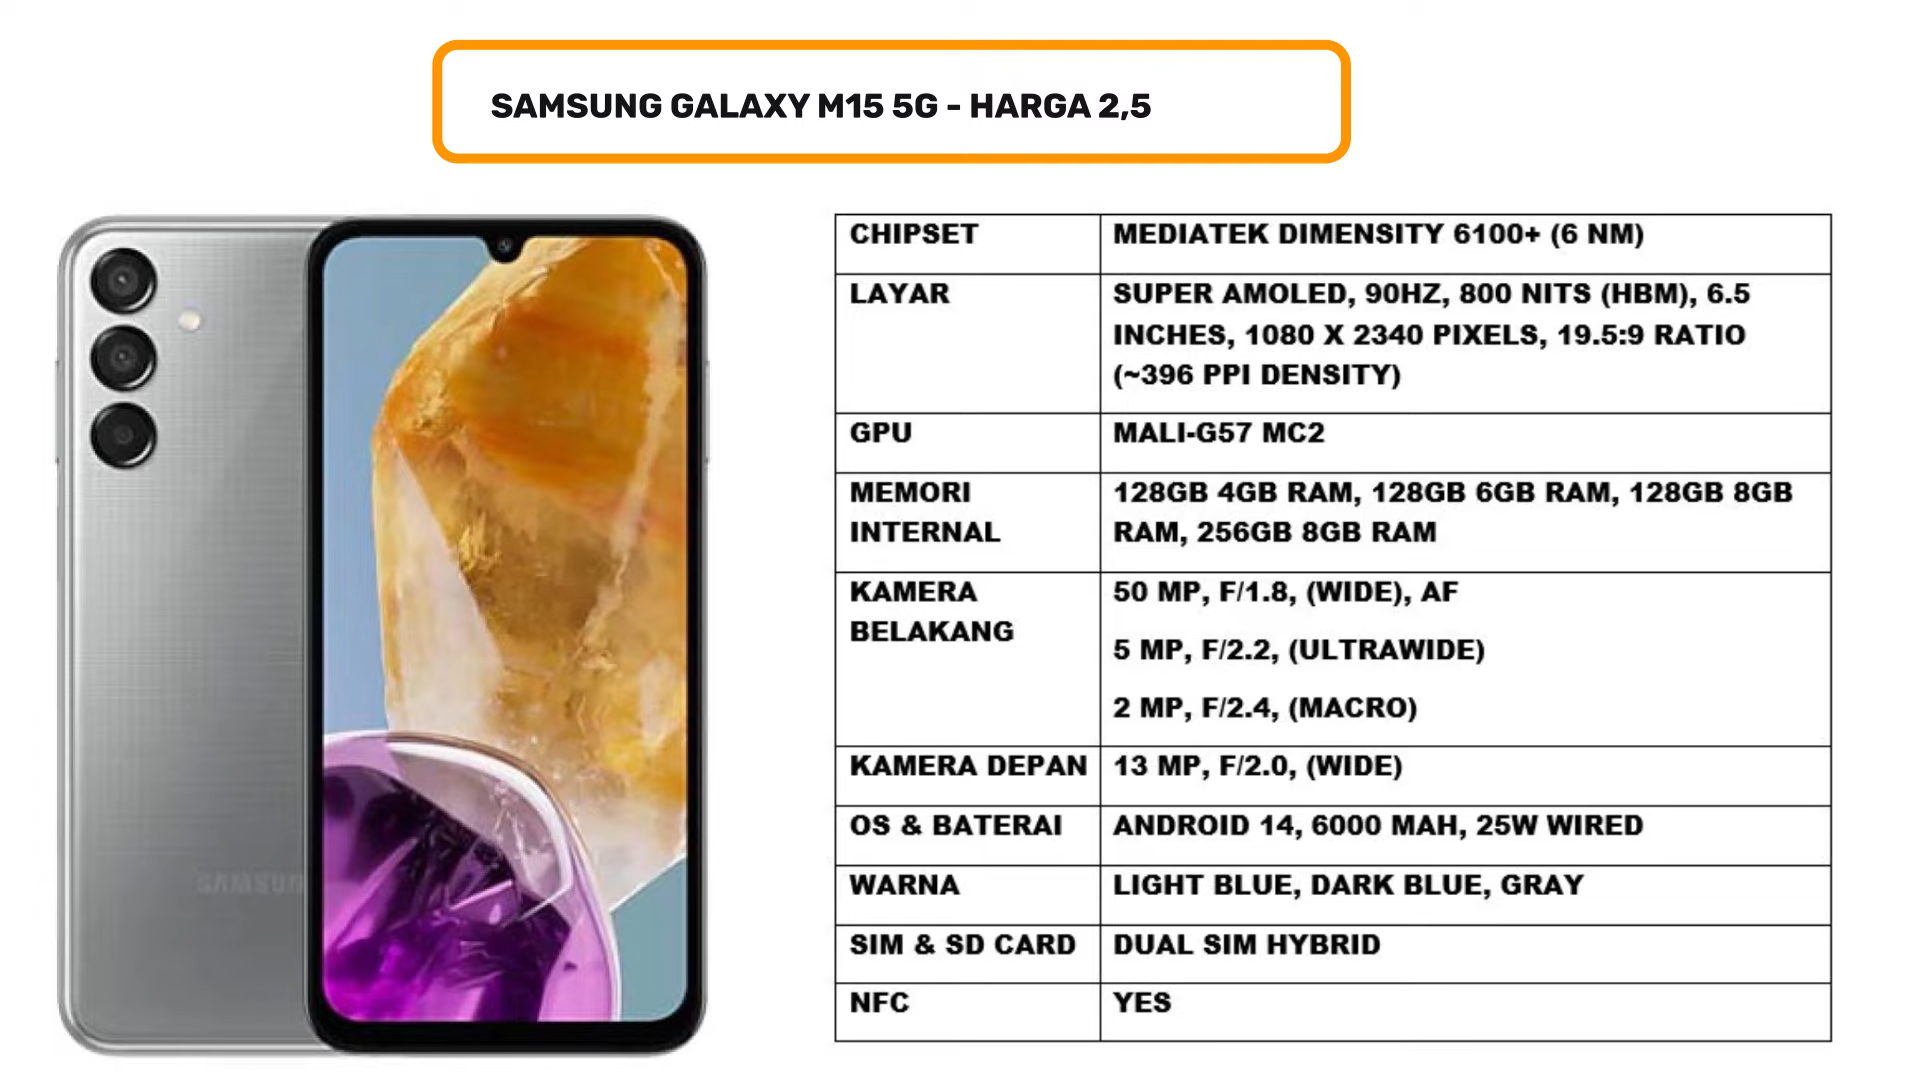 SAMSUNG GALAXY M15 5G - HARGA 2,5
CHIPSET
MEDIATEK DIMENSITY 6100+ (6 NM)
LAYAR
SUPER AMOLED, 90HZ, 800 NITS (HBM), 6.5
INCHES, 1080 X 2340 PIXELS, 19.5:9 RATIO
(~396 PPI DENSITY)
GPU
MALI-G57 MC2
MEMORI
INTERNAL
128GB 4GB RAM, 128GB 6GB RAM, 128GB 8GB
RAM, 256GB 8GB RAM
KAMERA
BELAKANG
50 MP, F/1.8, (WIDE), AF
5 MP, F/2.2, (ULTRAWIDE)
2 MP, F/2.4, (MACRO)
KAMERA DEPAN
13 MP, F/2.0, (WIDE)
OS & BATERAI
ANDROID 14, 6000 MAH, 25W WIRED
WARNA
LIGHT BLUE, DARK BLUE, GRAY
SIM & SD CARD
DUAL SIM HYBRID
NFC
YES